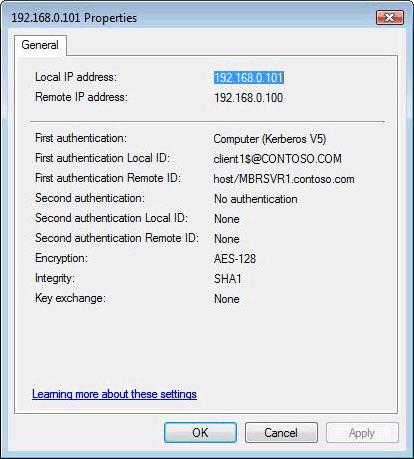 192.168.0.101 Properties
General
Local IP address: 192.168.0.101
Remote IP address: 192.168.0.100
First authentication: Computer (Kerberos V5)
First authentication Local ID: client1$@CONTOSO.COM
First authentication Remote ID: host/MBRSVR1.contoso.com
Second authentication: No authentication
Second authentication Local ID: None
Second authentication Remote ID: None
Encryption: AES-128
Integrity: SHA1
Key exchange: None
Learning more about these settings
OK Cancel Apply